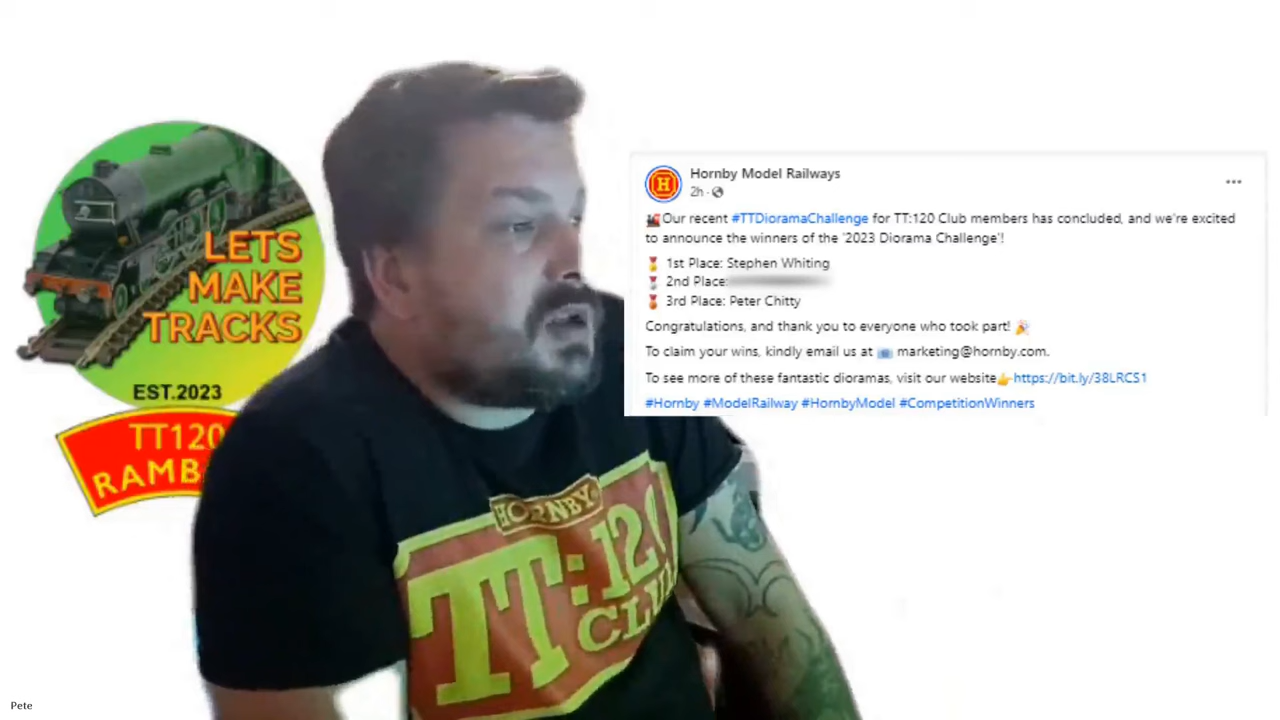 LETS
MAKE
TRACKS
EST.2023
TT120
HORNBY
TT:120
CLUB
Hornby Model Railways
2h
Our recent #TTDioramaChallenge for TT:120 Club members has concluded, and we're excited
to announce the winners of the '2023 Diorama Challenge'!
1st Place: Stephen Whiting
2nd Place:
3rd Place: Peter Chitty
Congratulations, and thank you to everyone who took part!
To claim your wins, kindly email us at marketing@hornby.com.
To see more of these fantastic dioramas, visit our website👉https://bit.ly/38LRCS1
#Hornby #ModelRailway #HornbyModel #CompetitionWinners
Pete